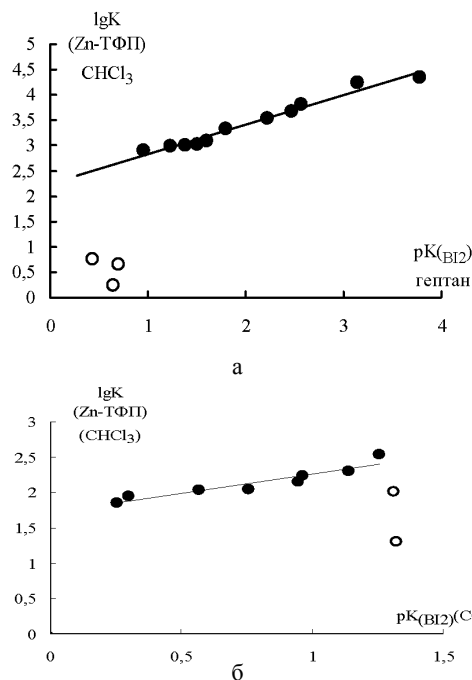 lgK
(Zn-ТФП)
CHCl3
5
4,5
4
3,5
3
2,5
2
1,5
1
0,5
0
pK(BI2)
гептан
0 1 2 3 4
а
lgK
(Zn-ТФП)
(CHCl3)
3
2,5
2
1,5
1
0,5
0
pK(BI2)(C
0 0,5 1 1,5
б